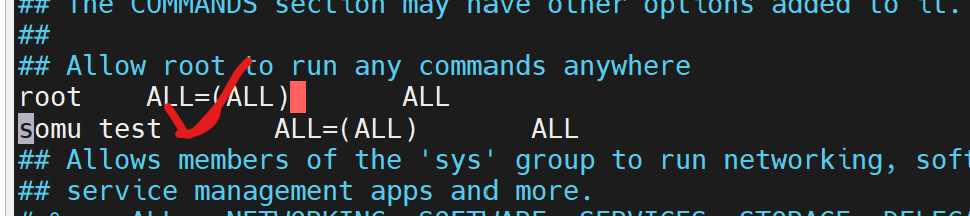 ## The COMMANDS section may have other options added to it.
##
## Allow root to run any commands anywhere
root    ALL=(ALL)       ALL
somu test       ALL=(ALL)       ALL
## Allows members of the 'sys' group to run networking,
## service management apps and more.